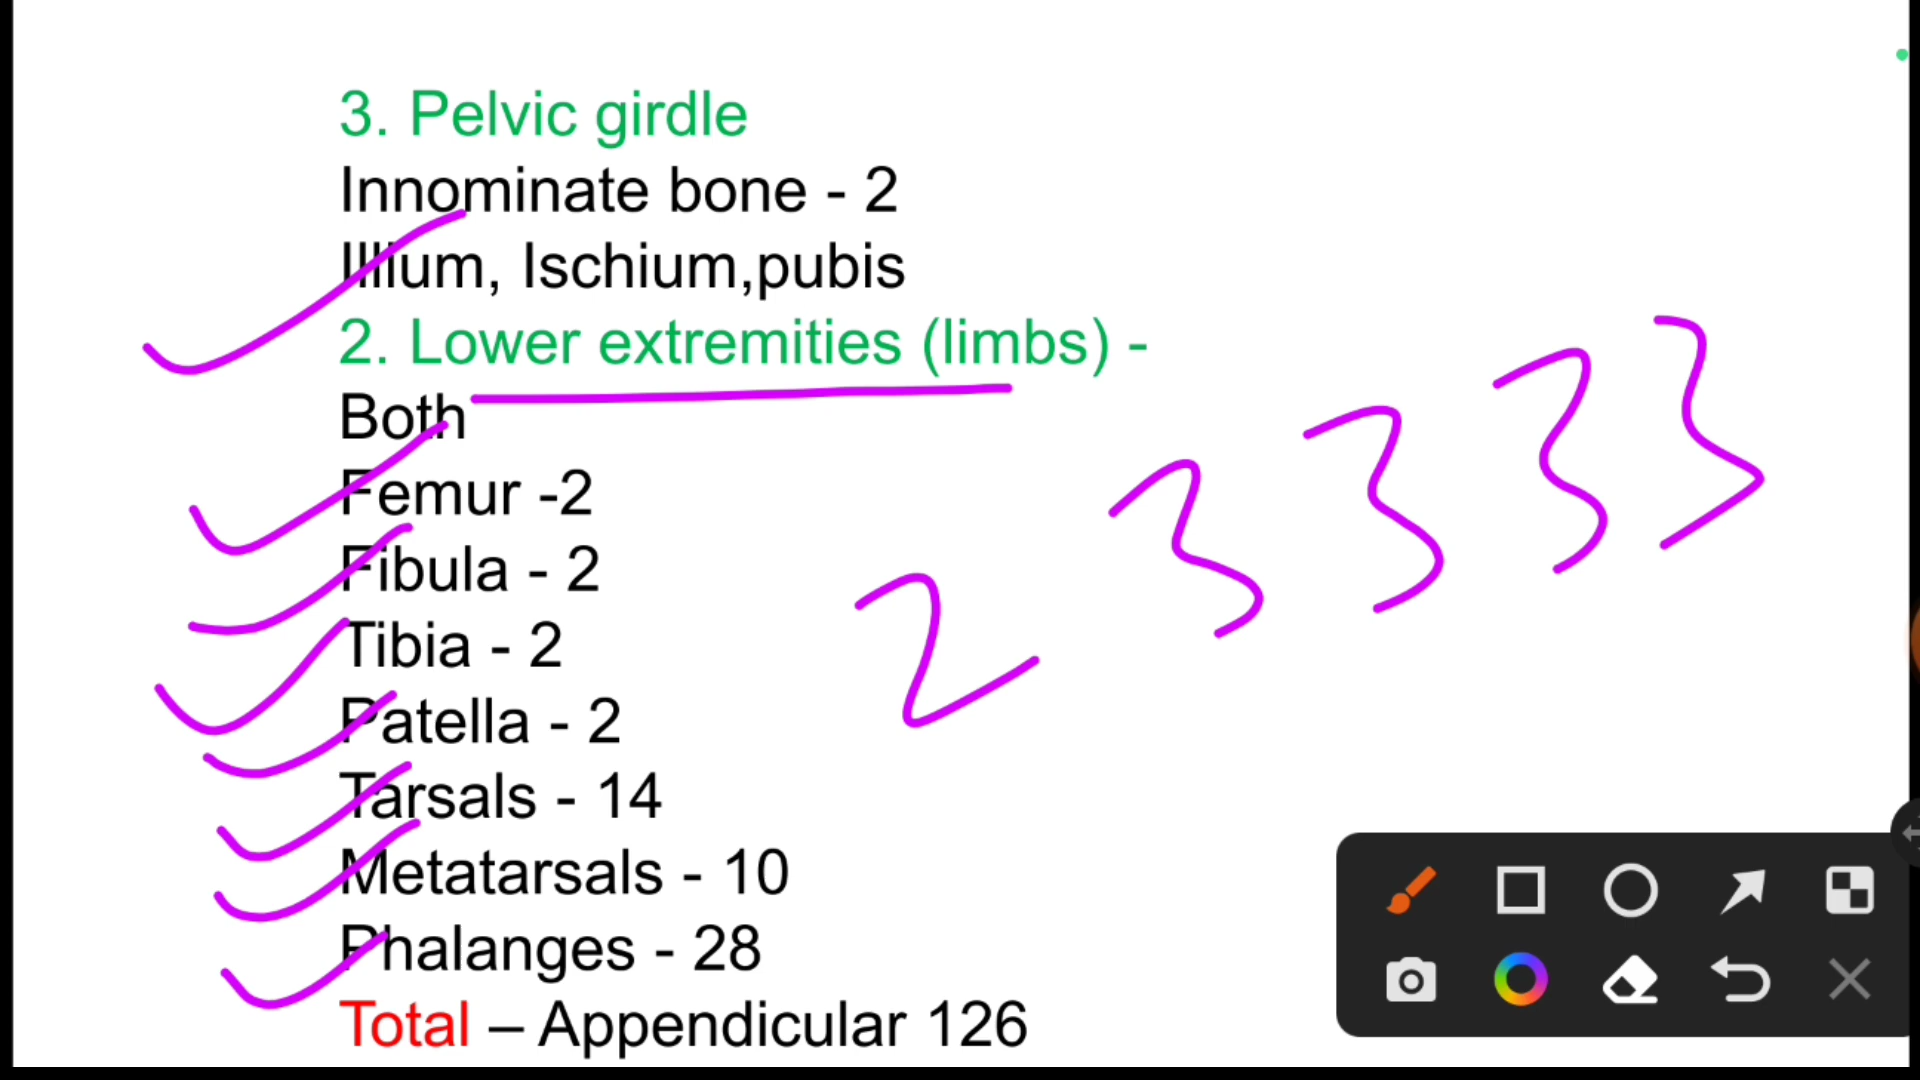 3. Pelvic girdle
Innominate bone - 2
Illium, Ischium,pubis
2. Lower extremities (limbs) -
Both
Femur -2
Fibula - 2
Tibia - 2
Patella - 2
Tarsals - 14
Metatarsals - 10
Phalanges - 28
Total – Appendicular 126
2 3 3 3 3